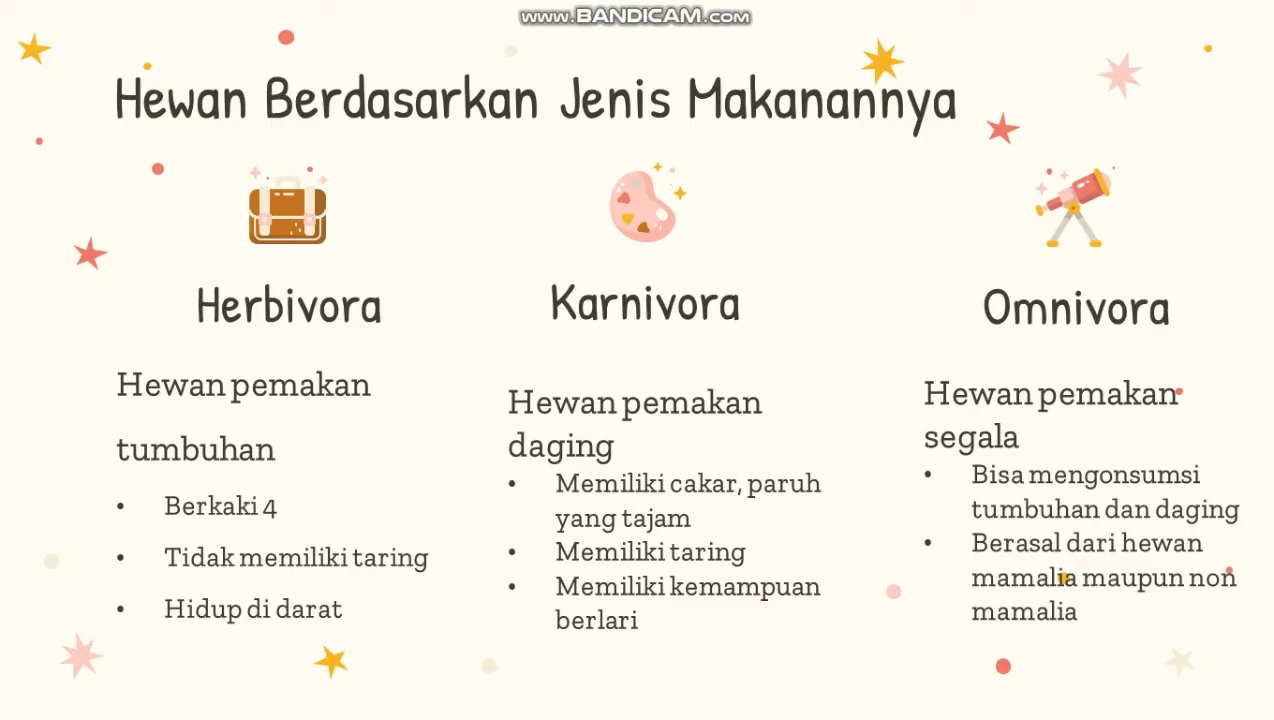 www.BANDICAM.com
Hewan Berdasarkan Jenis Makanannya
Herbivora
Hewan pemakan
tumbuhan
• Berkaki 4
• Tidak memiliki taring
• Hidup di darat
Karnivora
Hewan pemakan
daging
• Memiliki cakar, paruh
yang tajam
• Memiliki taring
• Memiliki kemampuan
berlari
Omnivora
Hewan pemakan
segala
• Bisa mengonsumsi
tumbuhan dan daging
• Berasal dari hewan
mamalia maupun non
mamalia